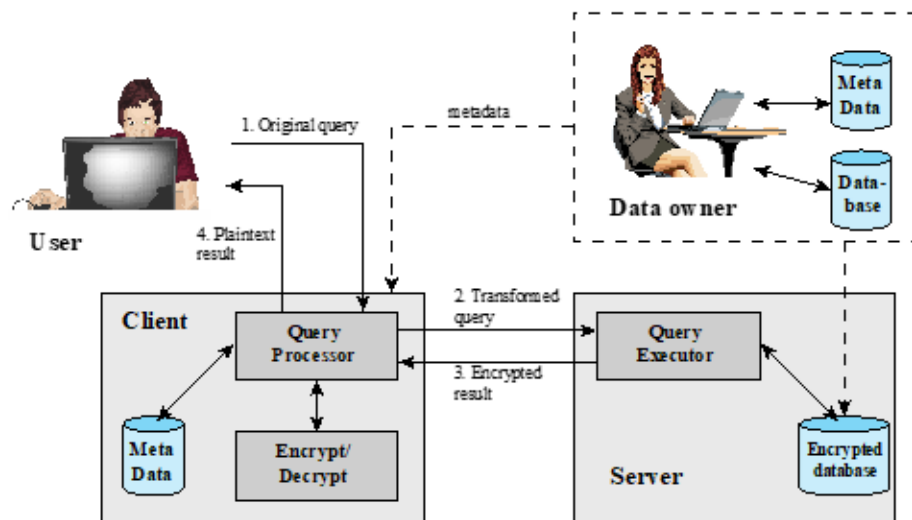 Meta
Data
metadata
1. Original query
Data-
base
Data owner
User
4. Plaintext
result
Client
2. Transformed
query
Query
Processor
Query
Executor
3. Encrypted
result
Meta
Data
Encrypt/
Decrypt
Encrypted
database
Server